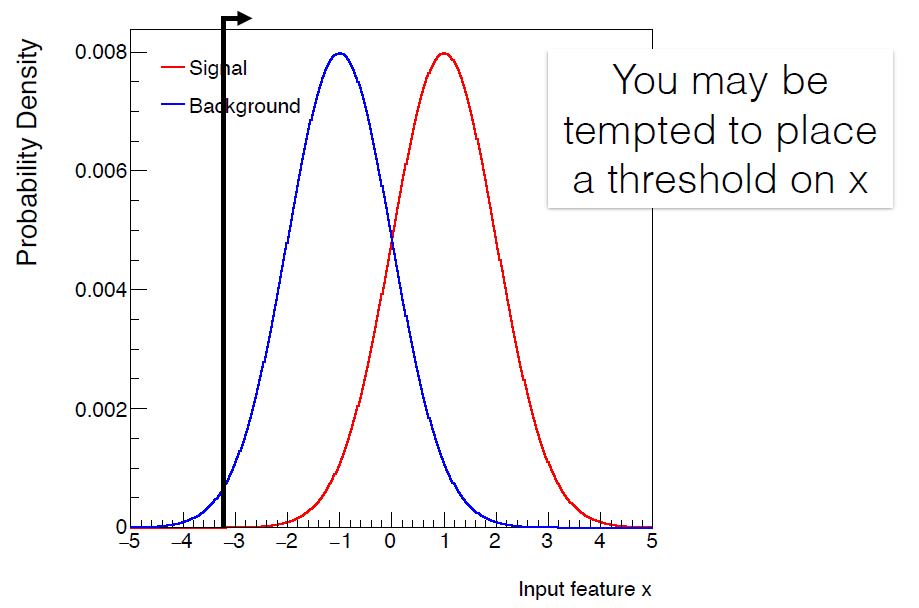 Probability Density
0.008
0.006
0.004
0.002
0
Signal
Background
You may be
tempted to place
a threshold on x
−5 −4 −3 −2 −1 0 1 2 3 4 5
Input feature x